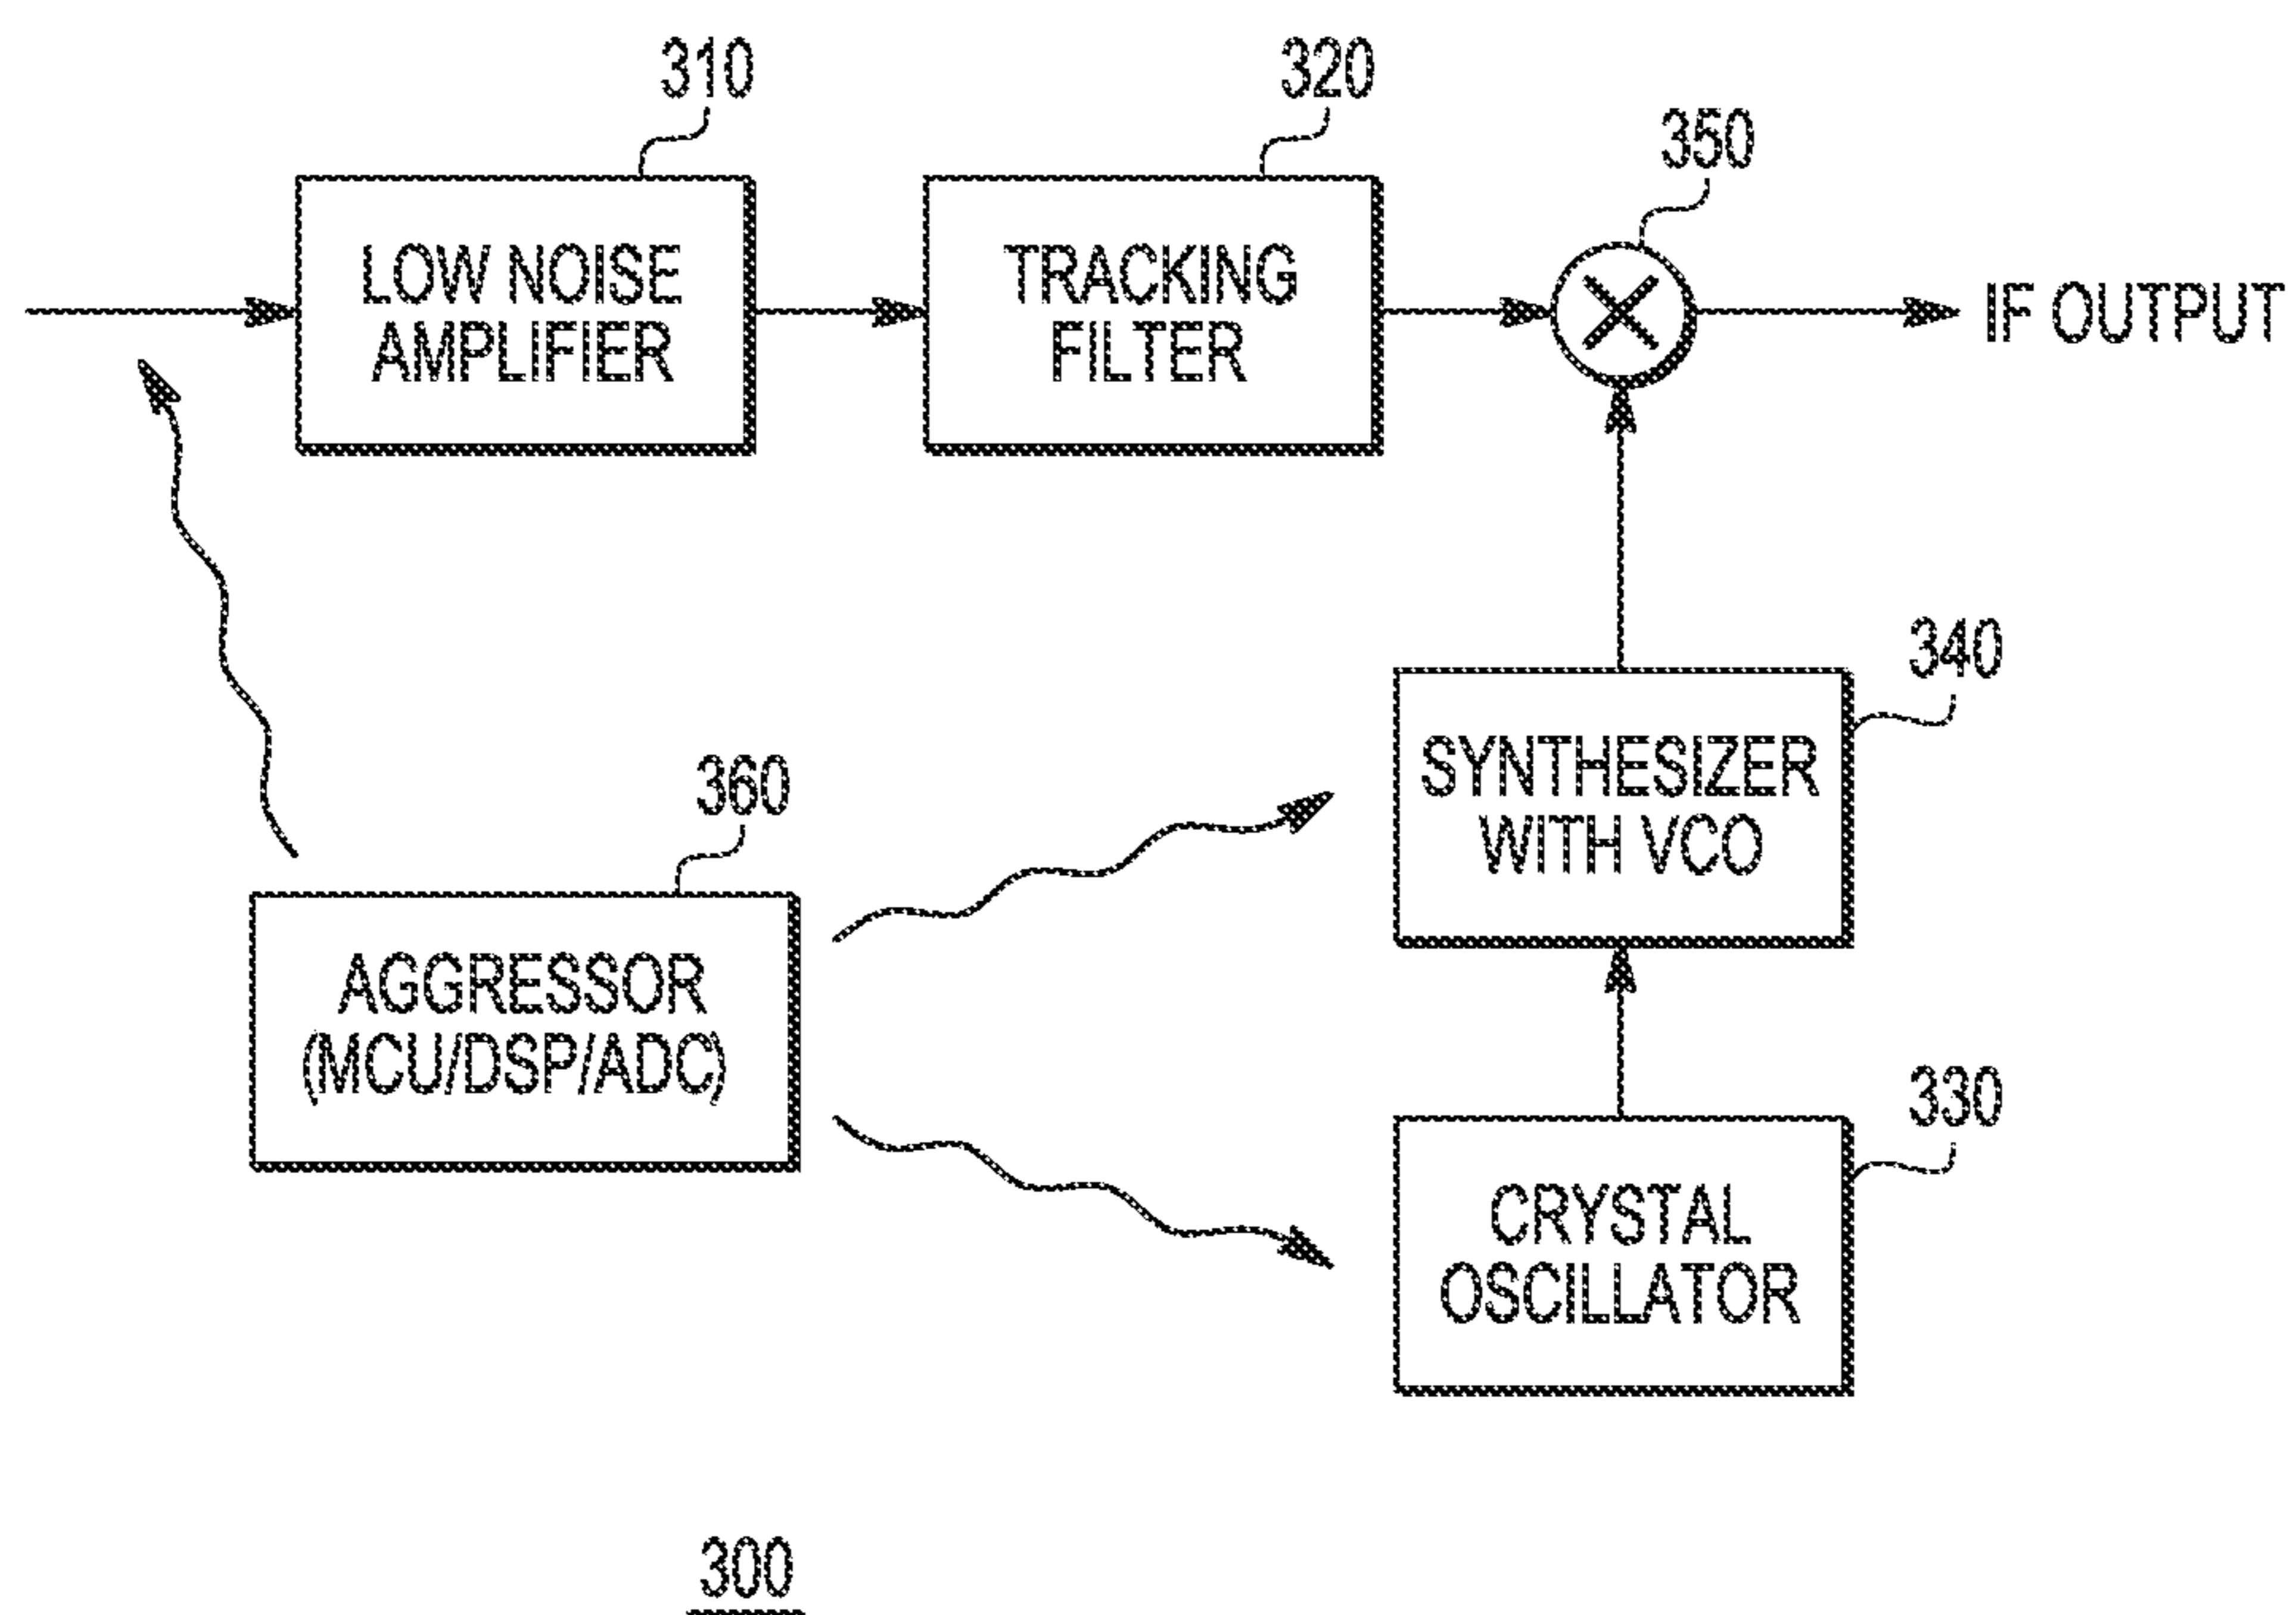 310
320
350
LOW NOISE
AMPLIFIER
TRACKING
FILTER
IF OUTPUT
340
SYNTHESIZER
WITH VCO
360
AGGRESSOR
(MCU/DSP/ADC)
330
CRYSTAL
OSCILLATOR
300